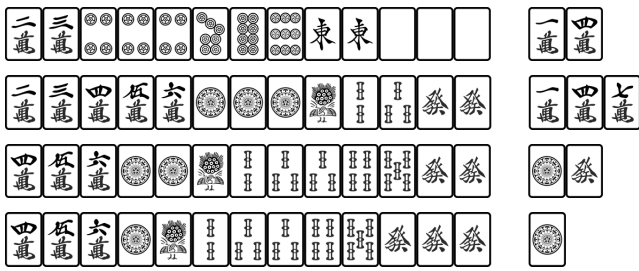 二萬 三萬 東 東 一萬 四萬
二萬 三萬 四萬 伍萬 六萬 發 發 一萬 四萬 七萬
四萬 伍萬 六萬 發 發 發
四萬 伍萬 六萬 發 發 發